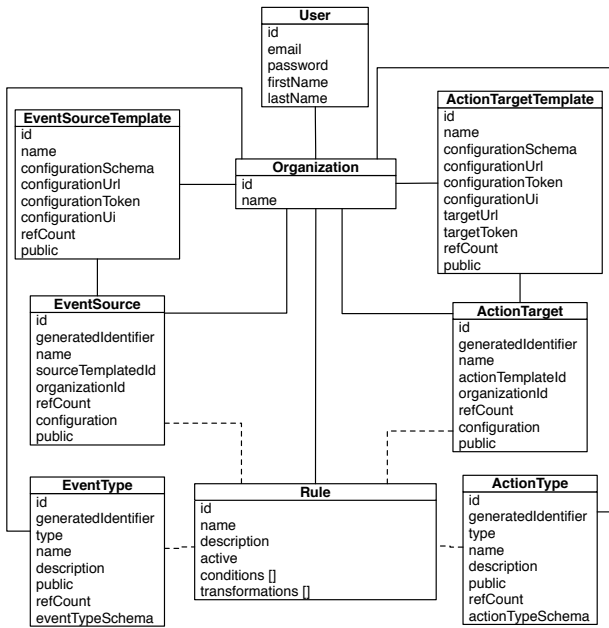 User
id
email
password
firstName
lastName
EventSourceTemplate
id
name
configurationSchema
configurationUrl
configurationToken
configurationUi
refCount
public
Organization
id
name
ActionTargetTemplate
id
name
configurationSchema
configurationUrl
configurationToken
configurationUi
targetUrl
targetToken
refCount
public
EventSource
id
generatedIdentifier
name
sourceTemplatedId
organizationId
refCount
configuration
public
ActionTarget
id
generatedIdentifier
name
actionTemplateId
organizationId
refCount
configuration
public
EventType
id
generatedIdentifier
type
name
description
public
refCount
eventTypeSchema
Rule
id
name
description
active
conditions []
transformations []
ActionType
id
generatedIdentifier
type
name
description
public
refCount
actionTypeSchema